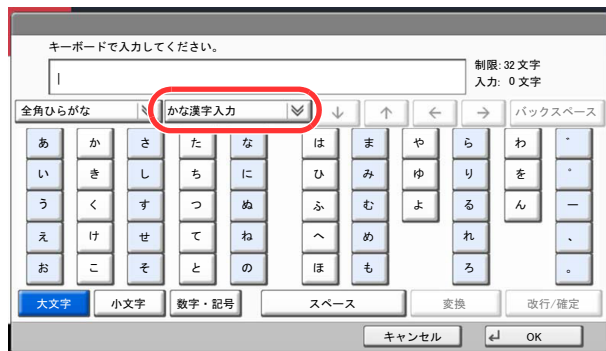 キーボードで入力してください。
制限: 32 文字
入力: 0 文字
全角ひらがな かな漢字入力 ↓ ↑ ← → バックスペース
あ か さ た な は ま や ら わ ゛
い き し ち に ひ み ゆ り を ゜
う く す つ ぬ ふ む よ る ん ー
え け せ て ね へ め れ 、
お こ そ と の ほ も ろ 。
大文字 小文字 数字・記号 スペース 変換 改行/確定
キャンセル OK